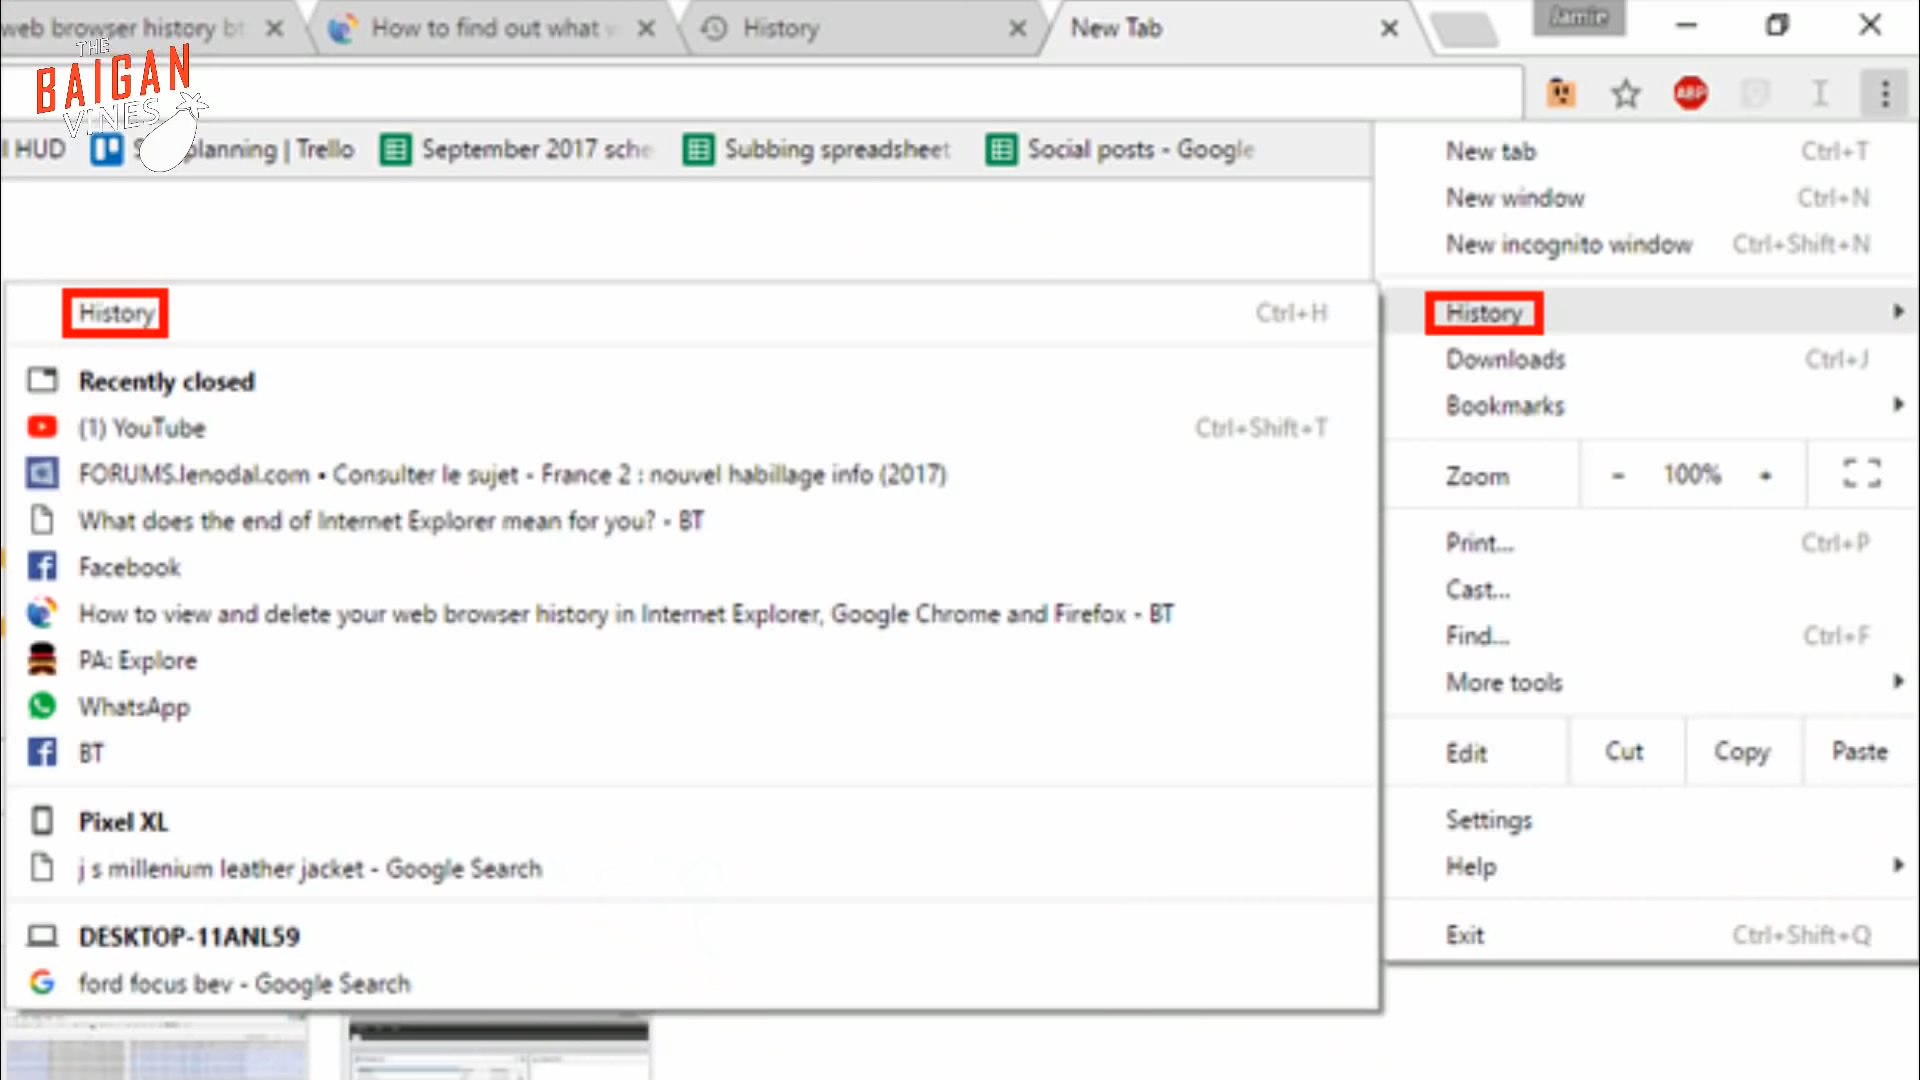 web browser history bt
How to find out what
History
New Tab
Jamie
THE
BAIGAN
VINES
ABP
HUD
planning | Trello
September 2017 sche
Subbing spreadsheet
Social posts - Google
New tab Ctrl+T
New window Ctrl+N
New incognito window Ctrl+Shift+N
History
Downloads Ctrl+J
Bookmarks
Zoom - 100% +
Print... Ctrl+P
Cast...
Find... Ctrl+F
More tools
Edit Cut Copy Paste
Settings
Help
Exit Ctrl+Shift+Q
History Ctrl+H
Recently closed
(1) YouTube Ctrl+Shift+T
FORUMS.lenodal.com • Consulter le sujet - France 2 : nouvel habillage info (2017)
What does the end of Internet Explorer mean for you? - BT
Facebook
How to view and delete your web browser history in Internet Explorer, Google Chrome and Firefox - BT
PA: Explore
WhatsApp
BT
Pixel XL
j s millenium leather jacket - Google Search
DESKTOP-11ANL59
ford focus bev - Google Search